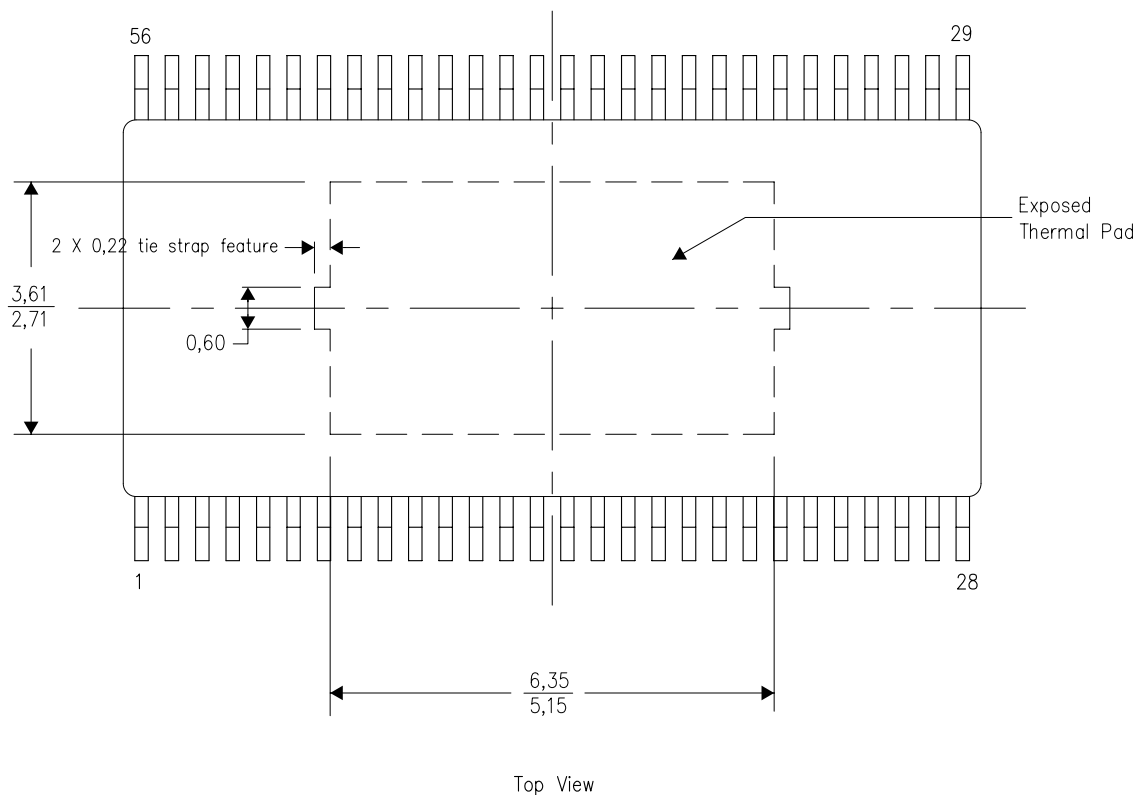 56
29
Exposed
Thermal Pad
2 X 0,22 tie strap feature
3,61
2,71
0,60
1
28
6,35
5,15
Top View